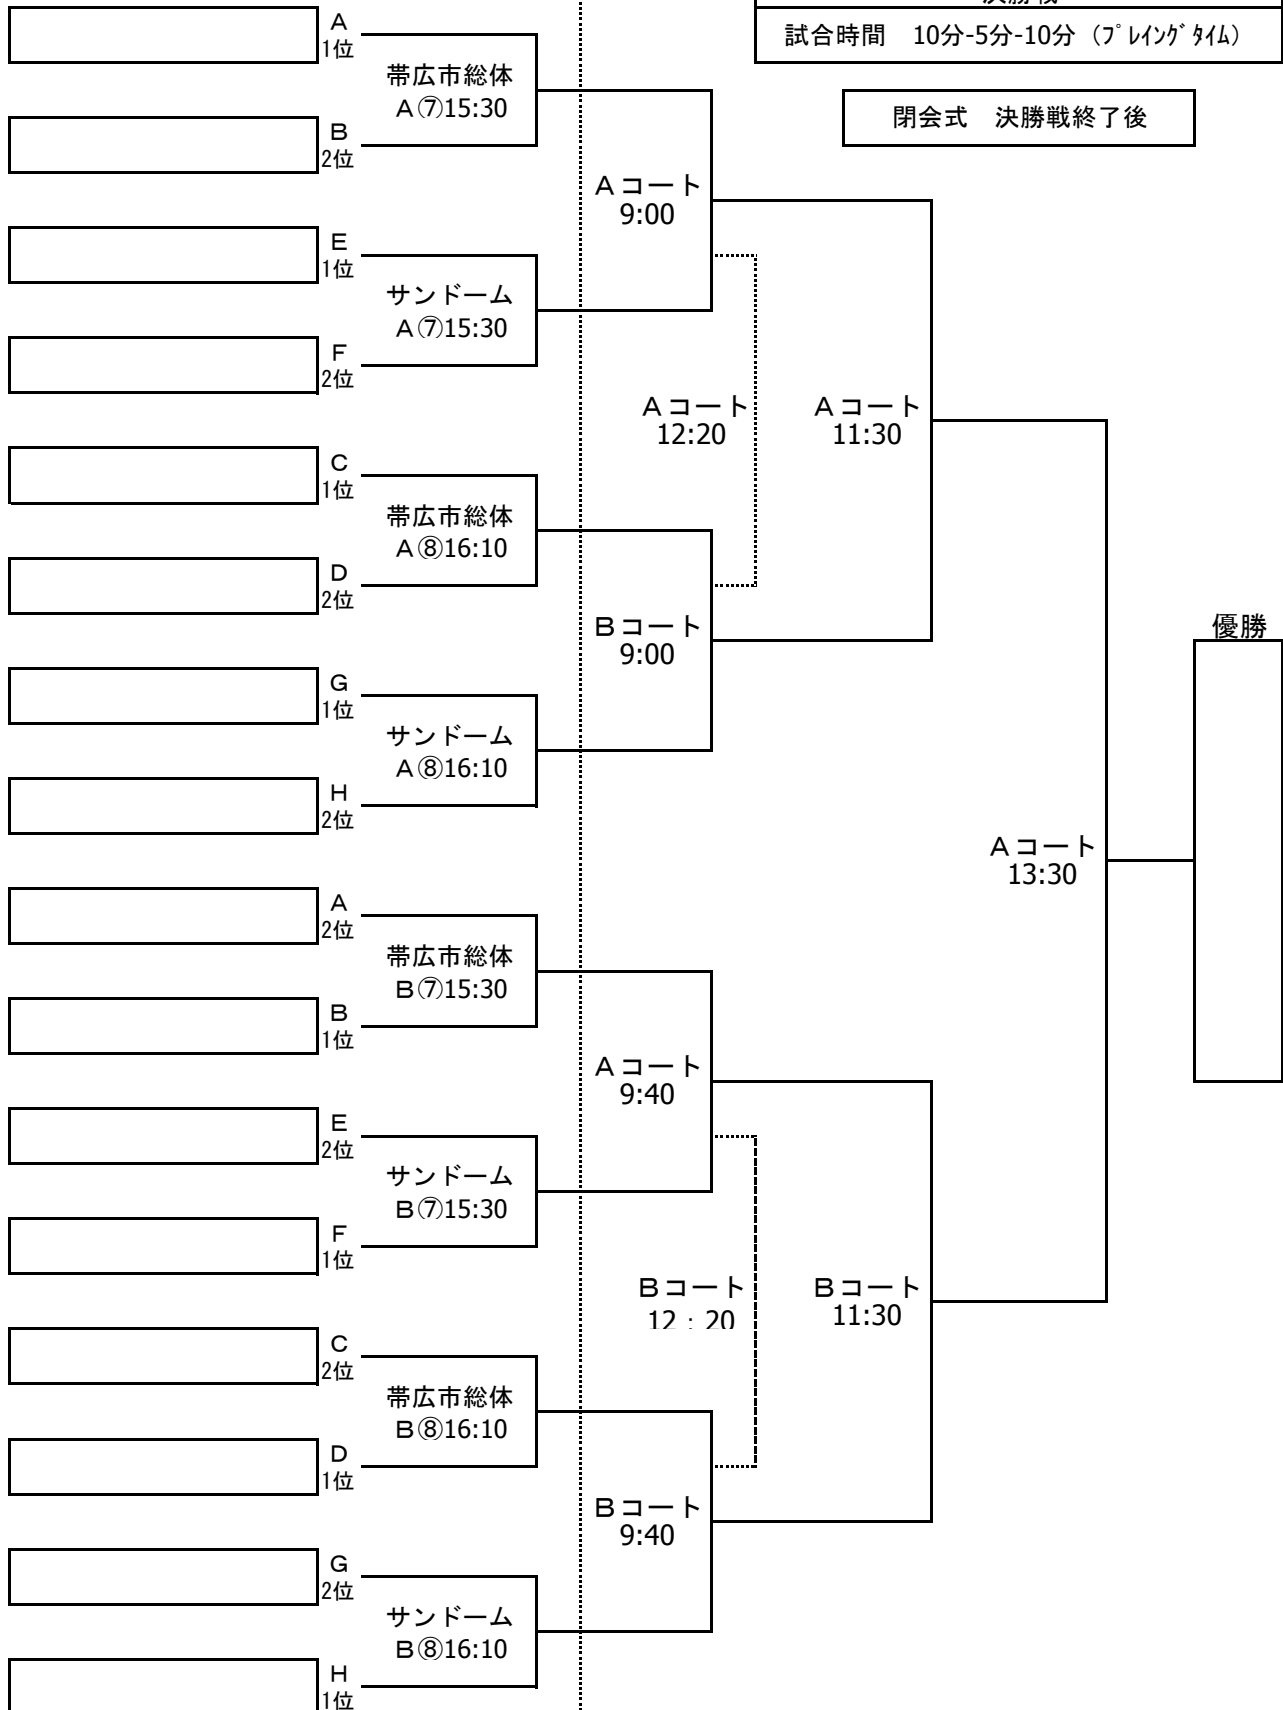 決勝戦
試合時間　10分-5分-10分（ﾌﾟﾚｲﾝｸﾞﾀｲﾑ）
閉会式　決勝戦終了後
A
1位
帯広市総体
A⑦15:30
B
2位
Aコート
9:00
E
1位
サンドーム
A⑦15:30
F
2位
Aコート
12:20
Aコート
11:30
C
1位
帯広市総体
A⑧16:10
D
2位
Bコート
9:00
優勝
G
1位
サンドーム
A⑧16:10
H
2位
Aコート
13:30
A
2位
帯広市総体
B⑦15:30
B
1位
Aコート
9:40
E
2位
サンドーム
B⑦15:30
F
1位
Bコート
12：20
Bコート
11:30
C
2位
帯広市総体
B⑧16:10
D
1位
Bコート
9:40
G
2位
サンドーム
B⑧16:10
H
1位